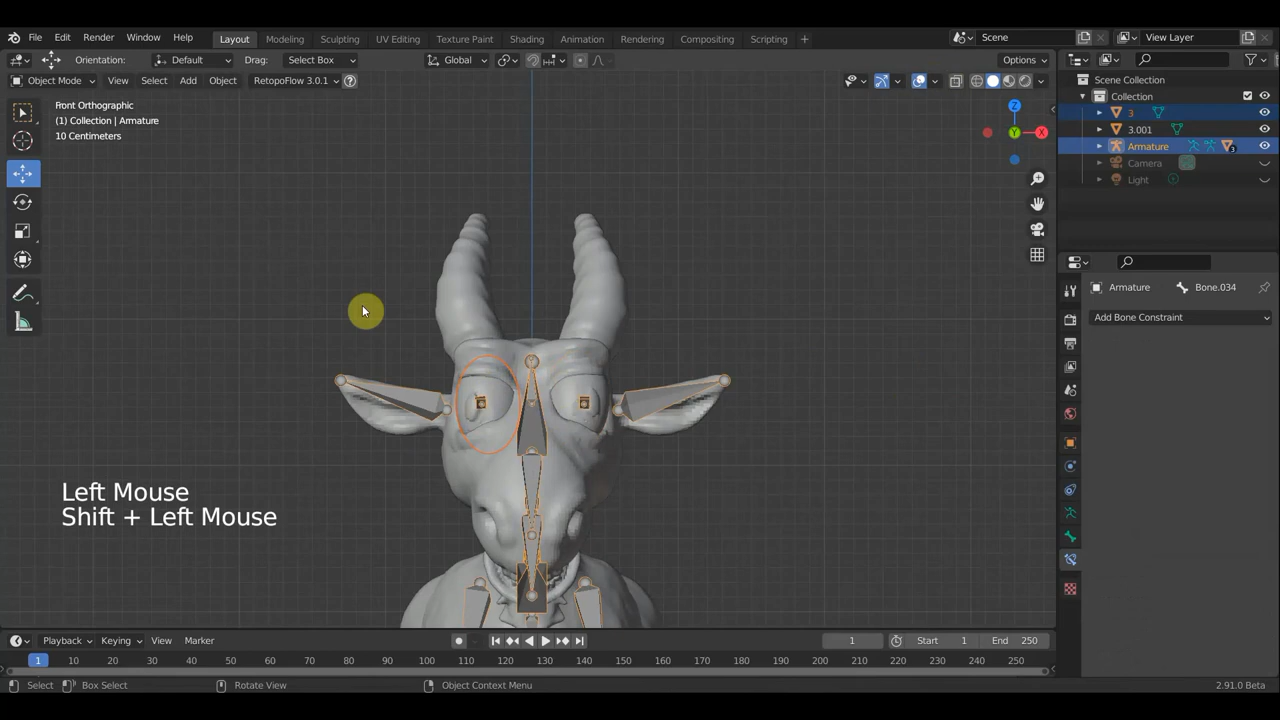 File Edit Render Window Help Layout Modeling Sculpting UV Editing Texture Paint Shading Animation Rendering Compositing Scripting + Scene View Layer
Orientation: Default Drag: Select Box Global Options
Object Mode View Select Add Object RetopoFlow 3.0.1 ?
Scene Collection
Collection
3
3.001
Armature 3
Camera
Light
Front Orthographic
(1) Collection | Armature
10 Centimeters
Z
Y
X
Armature Bone.034
Add Bone Constraint
Left Mouse
Shift + Left Mouse
Playback Keying View Marker 1 Start 1 End 250
1 10 20 30 40 50 60 70 80 90 100 110 120 130 140 150 160 170 180 190 200 210 220 230 240 250
Select Box Select Rotate View Object Context Menu 2.91.0 Beta